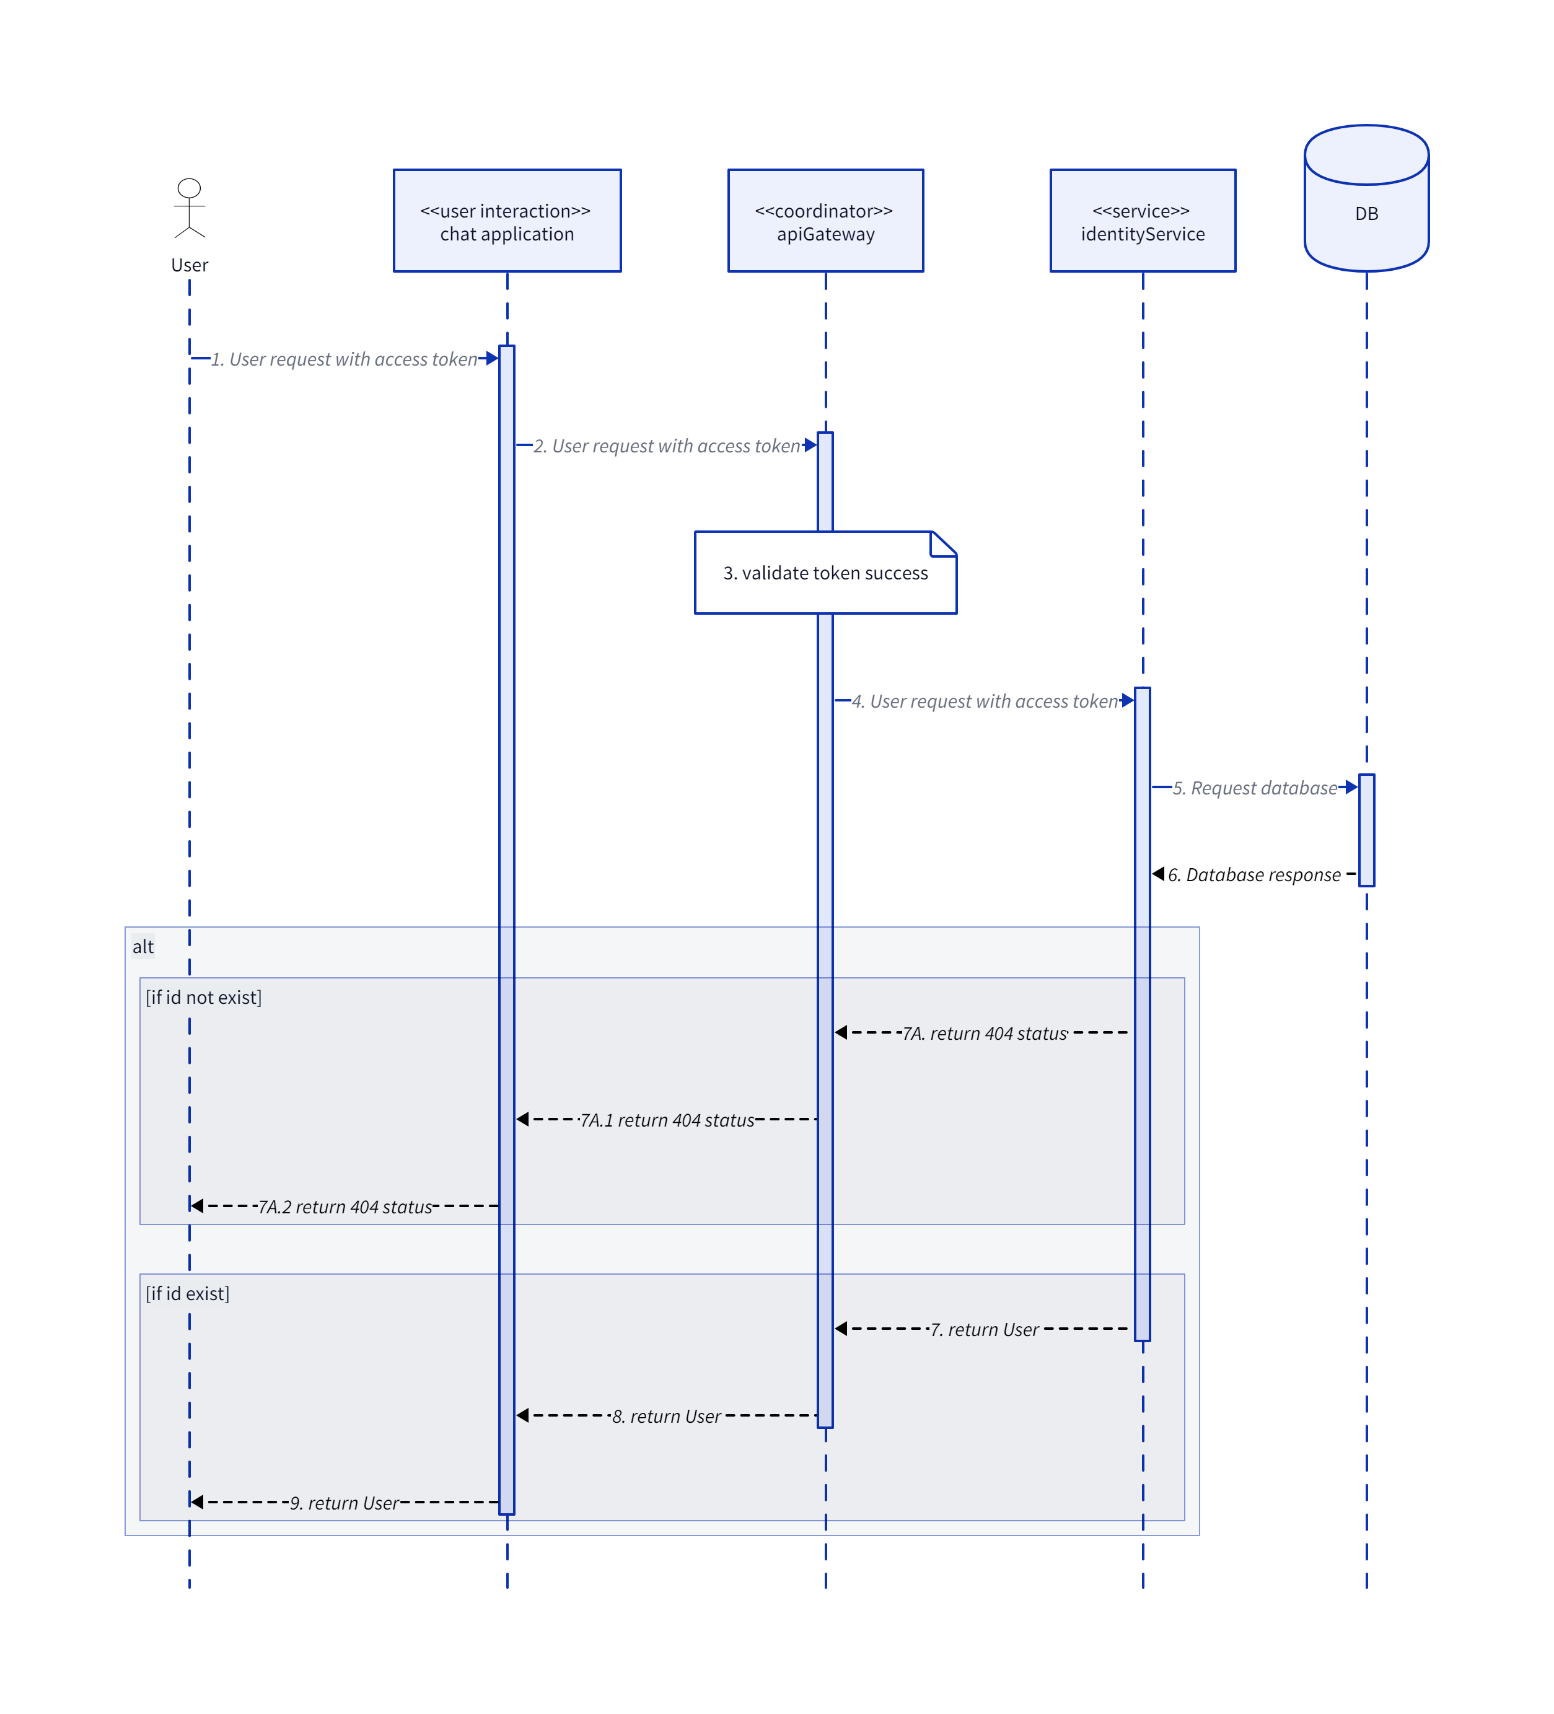 User
<<user interaction>>
chat application
<<coordinator>>
apiGateway
<<service>>
identityService
DB
1. User request with access token
2. User request with access token
3. validate token success
4. User request with access token
5. Request database
6. Database response
alt
[if id not exist]
7A. return 404 status
7A.1 return 404 status
7A.2 return 404 status
[if id exist]
7. return User
8. return User
9. return User